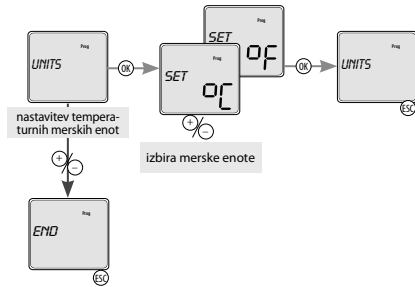 Prog
SET
°F
Prog
UNITS
OK
Prog
SET
°C
OK
Prog
UNITS
ESC
nastavitev tempera-
turnih merskih enot
+/−
izbira merske enote
+/−
Prog
END
ESC